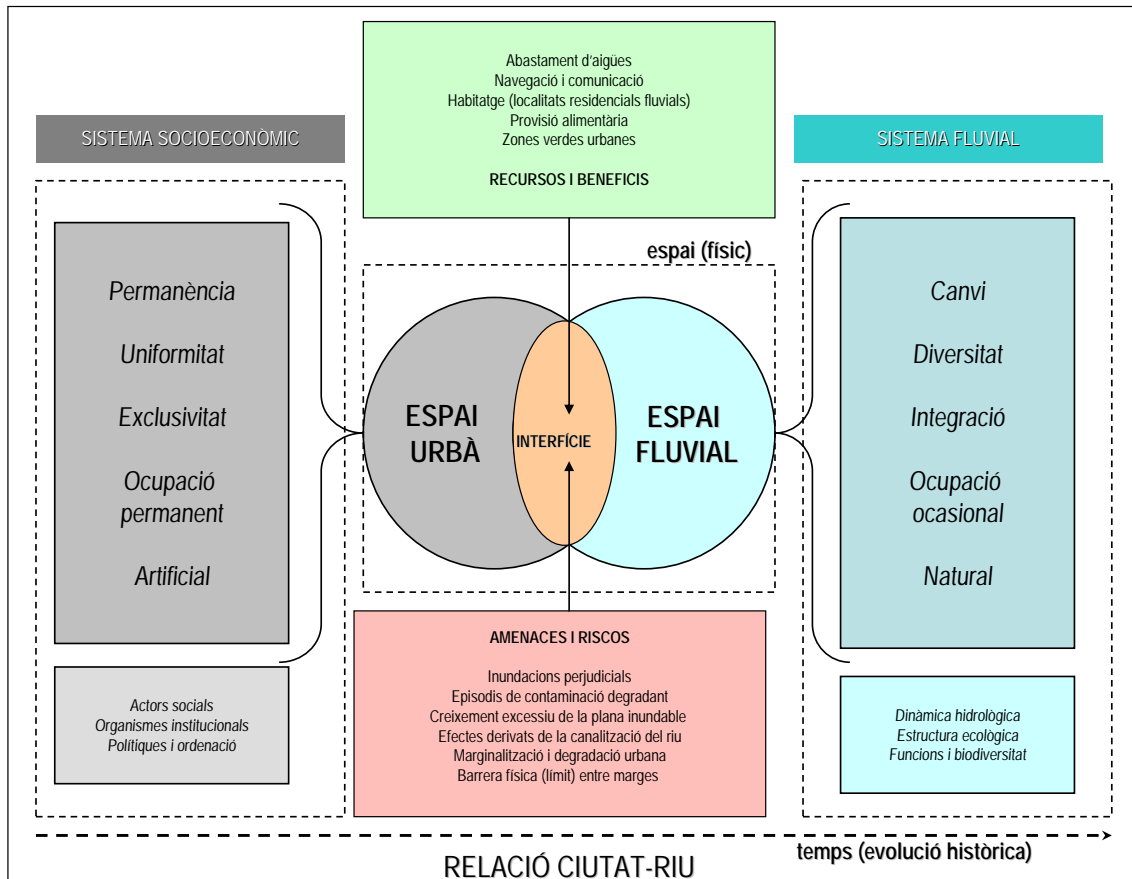 Abastament d'aigües
Navegació i comunicació
Habitatge (localitats residencials fluvials)
Provisió alimentària
Zones verdes urbanes
RECURSOS I BENEFICIS
SISTEMA SOCIOECONÒMIC
SISTEMA FLUVIAL
Permanència
Uniformitat
Exclusivitat
Ocupació
permanent
Artificial
Actors socials
Organismes institucionals
Polítiques i ordenació
espai (físic)
ESPAI
URBÀ
INTERFÍCIE
ESPAI
FLUVIAL
AMENACES I RISCOS
Inundacions perjudicials
Episodis de contaminació degradant
Creixement excessiu de la plana inundable
Efectes derivats de la canalització del riu
Marginalització i degradació urbana
Barrera física (límit) entre marges
Canvi
Diversitat
Integració
Ocupació
ocasional
Natural
Dinàmica hidrològica
Estructura ecològica
Funcions i biodiversitat
temps (evolució històrica)
RELACIÓ CIUTAT-RIU